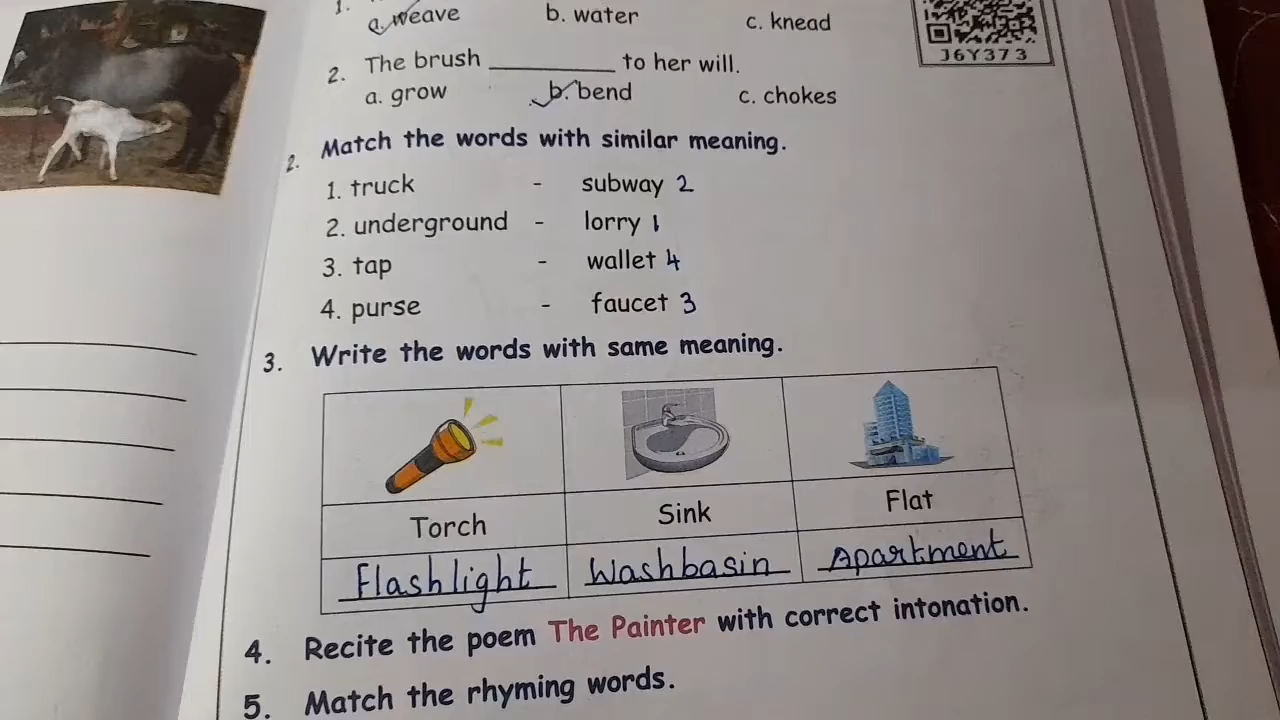 1.
a. weave b. water c. knead
J6Y373
2. The brush __________ to her will.
a. grow b. bend c. chokes
2. Match the words with similar meaning.
1. truck - subway 2
2. underground - lorry 1
3. tap - wallet 4
4. purse - faucet 3
3. Write the words with same meaning.
Torch Sink Flat
Flashlight Washbasin Apartment
4. Recite the poem The Painter with correct intonation.
5. Match the rhyming words.